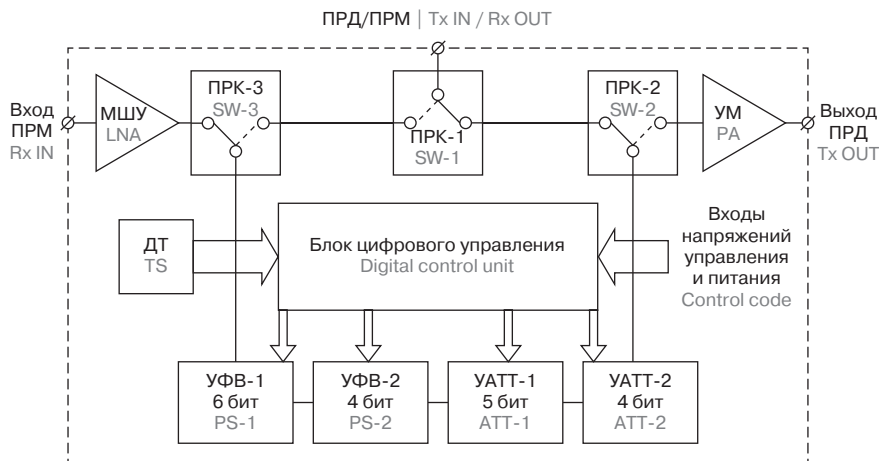 ПРД/ПРМ | Tx IN / Rx OUT
ПРК-3
SW-3
ПРК-1
SW-1
ПРК-2
SW-2
Вход
ПРМ
Rx IN
МШУ
LNA
УМ
PA
Выход
ПРД
Tx OUT
ДТ
TS
Блок цифрового управления
Digital control unit
Входы
напряжений
управления
и питания
Control code
УФВ-1
6 бит
PS-1
УФВ-2
4 бит
PS-2
УАТТ-1
5 бит
ATT-1
УАТТ-2
4 бит
ATT-2